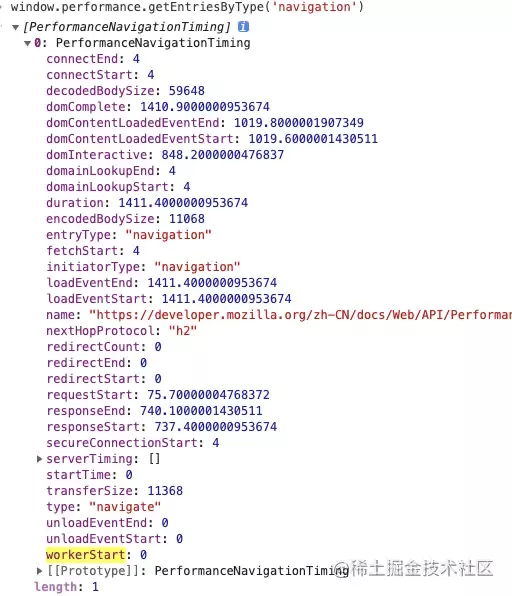 window.performance.getEntriesByType('navigation')
[PerformanceNavigationTiming] i
0: PerformanceNavigationTiming
connectEnd: 4
connectStart: 4
decodedBodySize: 59648
domComplete: 1410.9000000953674
domContentLoadedEventEnd: 1019.8000001907349
domContentLoadedEventStart: 1019.6000001430511
domInteractive: 848.2000000476837
domainLookupEnd: 4
domainLookupStart: 4
duration: 1411.4000000953674
encodedBodySize: 11068
entryType: "navigation"
fetchStart: 4
initiatorType: "navigation"
loadEventEnd: 1411.4000000953674
loadEventStart: 1411.4000000953674
name: "https://developer.mozilla.org/zh-CN/docs/Web/API/Perform
nextHopProtocol: "h2"
redirectCount: 0
redirectEnd: 0
redirectStart: 0
requestStart: 75.70000004768372
responseEnd: 740.1000001430511
responseStart: 737.4000000953674
secureConnectionStart: 4
serverTiming: []
startTime: 0
transferSize: 11368
type: "navigate"
unloadEventEnd: 0
unloadEventStart: 0
workerStart: 0
[[Prototype]]: PerformanceNavigationTiming
length: 1
@稀土掘金技术社区